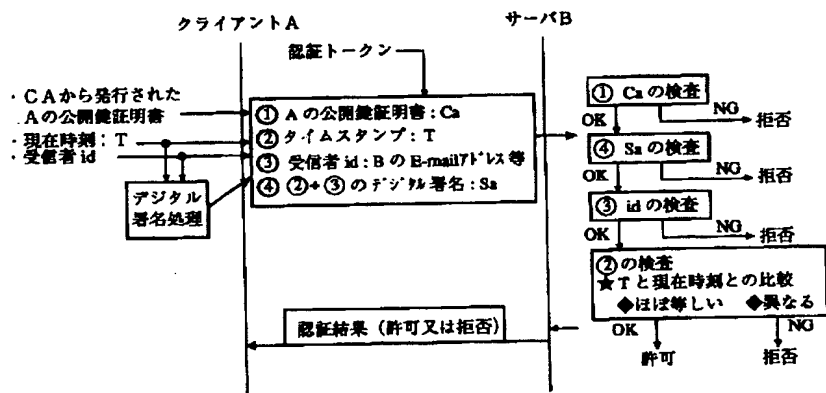 クライアントA
サーバB
認証トークン
・CAから発行された
Aの公開鍵証明書
・現在時刻：T
・受信者id
デジタル
署名処理
① Aの公開鍵証明書：Ca
② タイムスタンプ：T
③ 受信者id：BのE-mailアドレス等
④ ②+③のデジタル署名：Sa
① Caの検査
OK
NG
拒否
④ Saの検査
OK
NG
拒否
③ idの検査
OK
NG
拒否
②の検査
★Tと現在時刻との比較
◆ほぼ等しい ◆異なる
OK
NG
許可
拒否
認証結果（許可又は拒否）